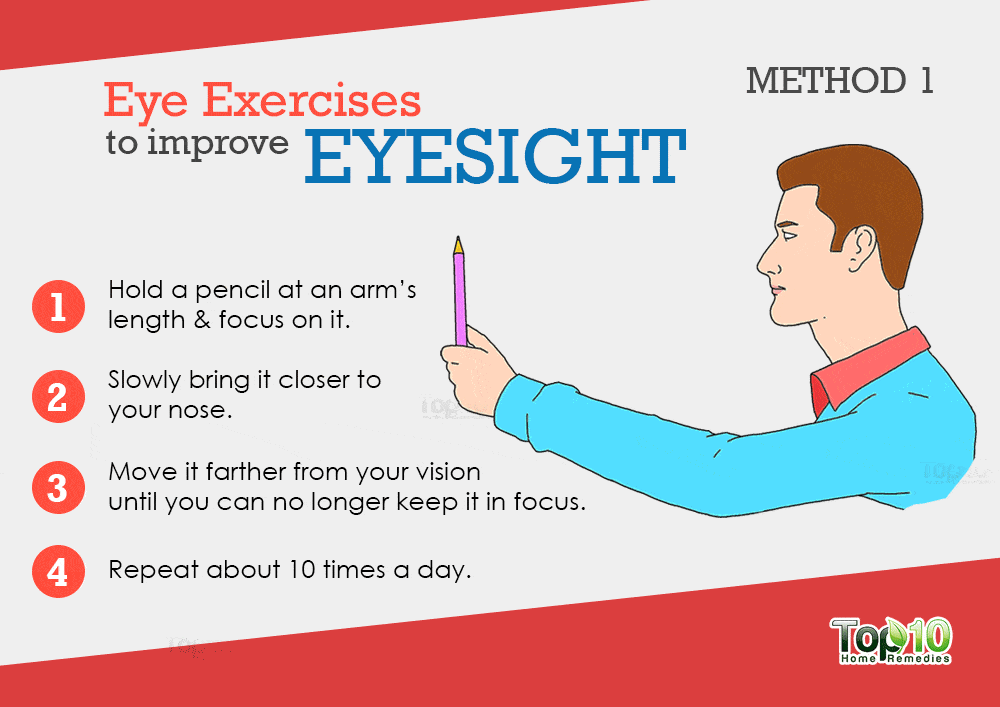 Eye Exercises
to improve EYESIGHT
METHOD 1
1 Hold a pencil at an arm's
length & focus on it.
2 Slowly bring it closer to
your nose.
3 Move it farther from your vision
until you can no longer keep it in focus.
4 Repeat about 10 times a day.
Top10
Home Remedies